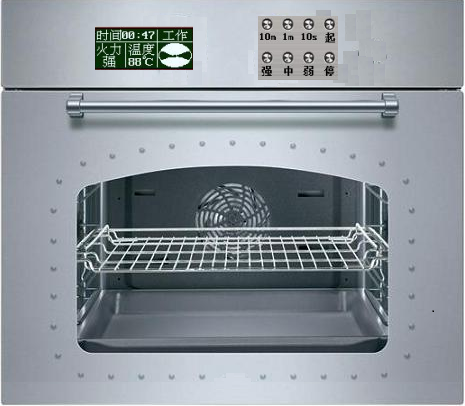 时间00:47 工作
火力 温度
强 88℃
10m 1m 10s 起
强 中 弱 停